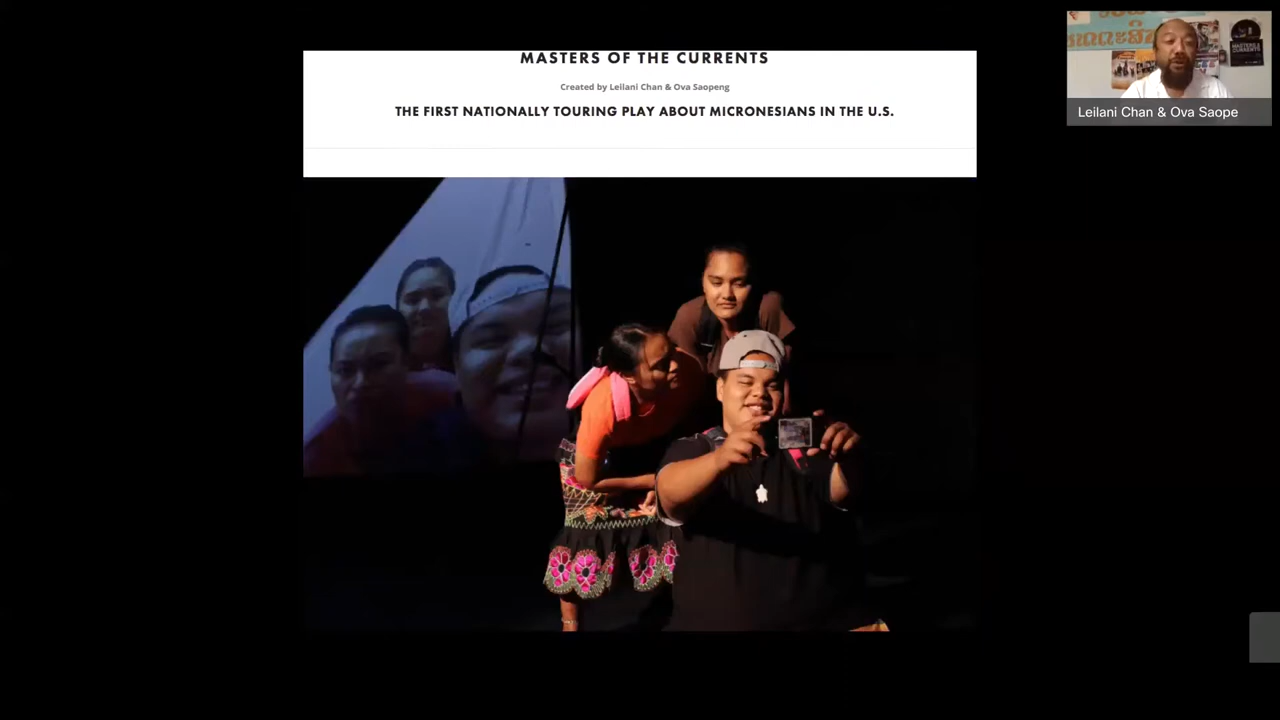 MASTERS OF THE CURRENTS
Created by Leilani Chan & Ova Saopeng
THE FIRST NATIONALLY TOURING PLAY ABOUT MICRONESIANS IN THE U.S.
Leilani Chan & Ova Saope